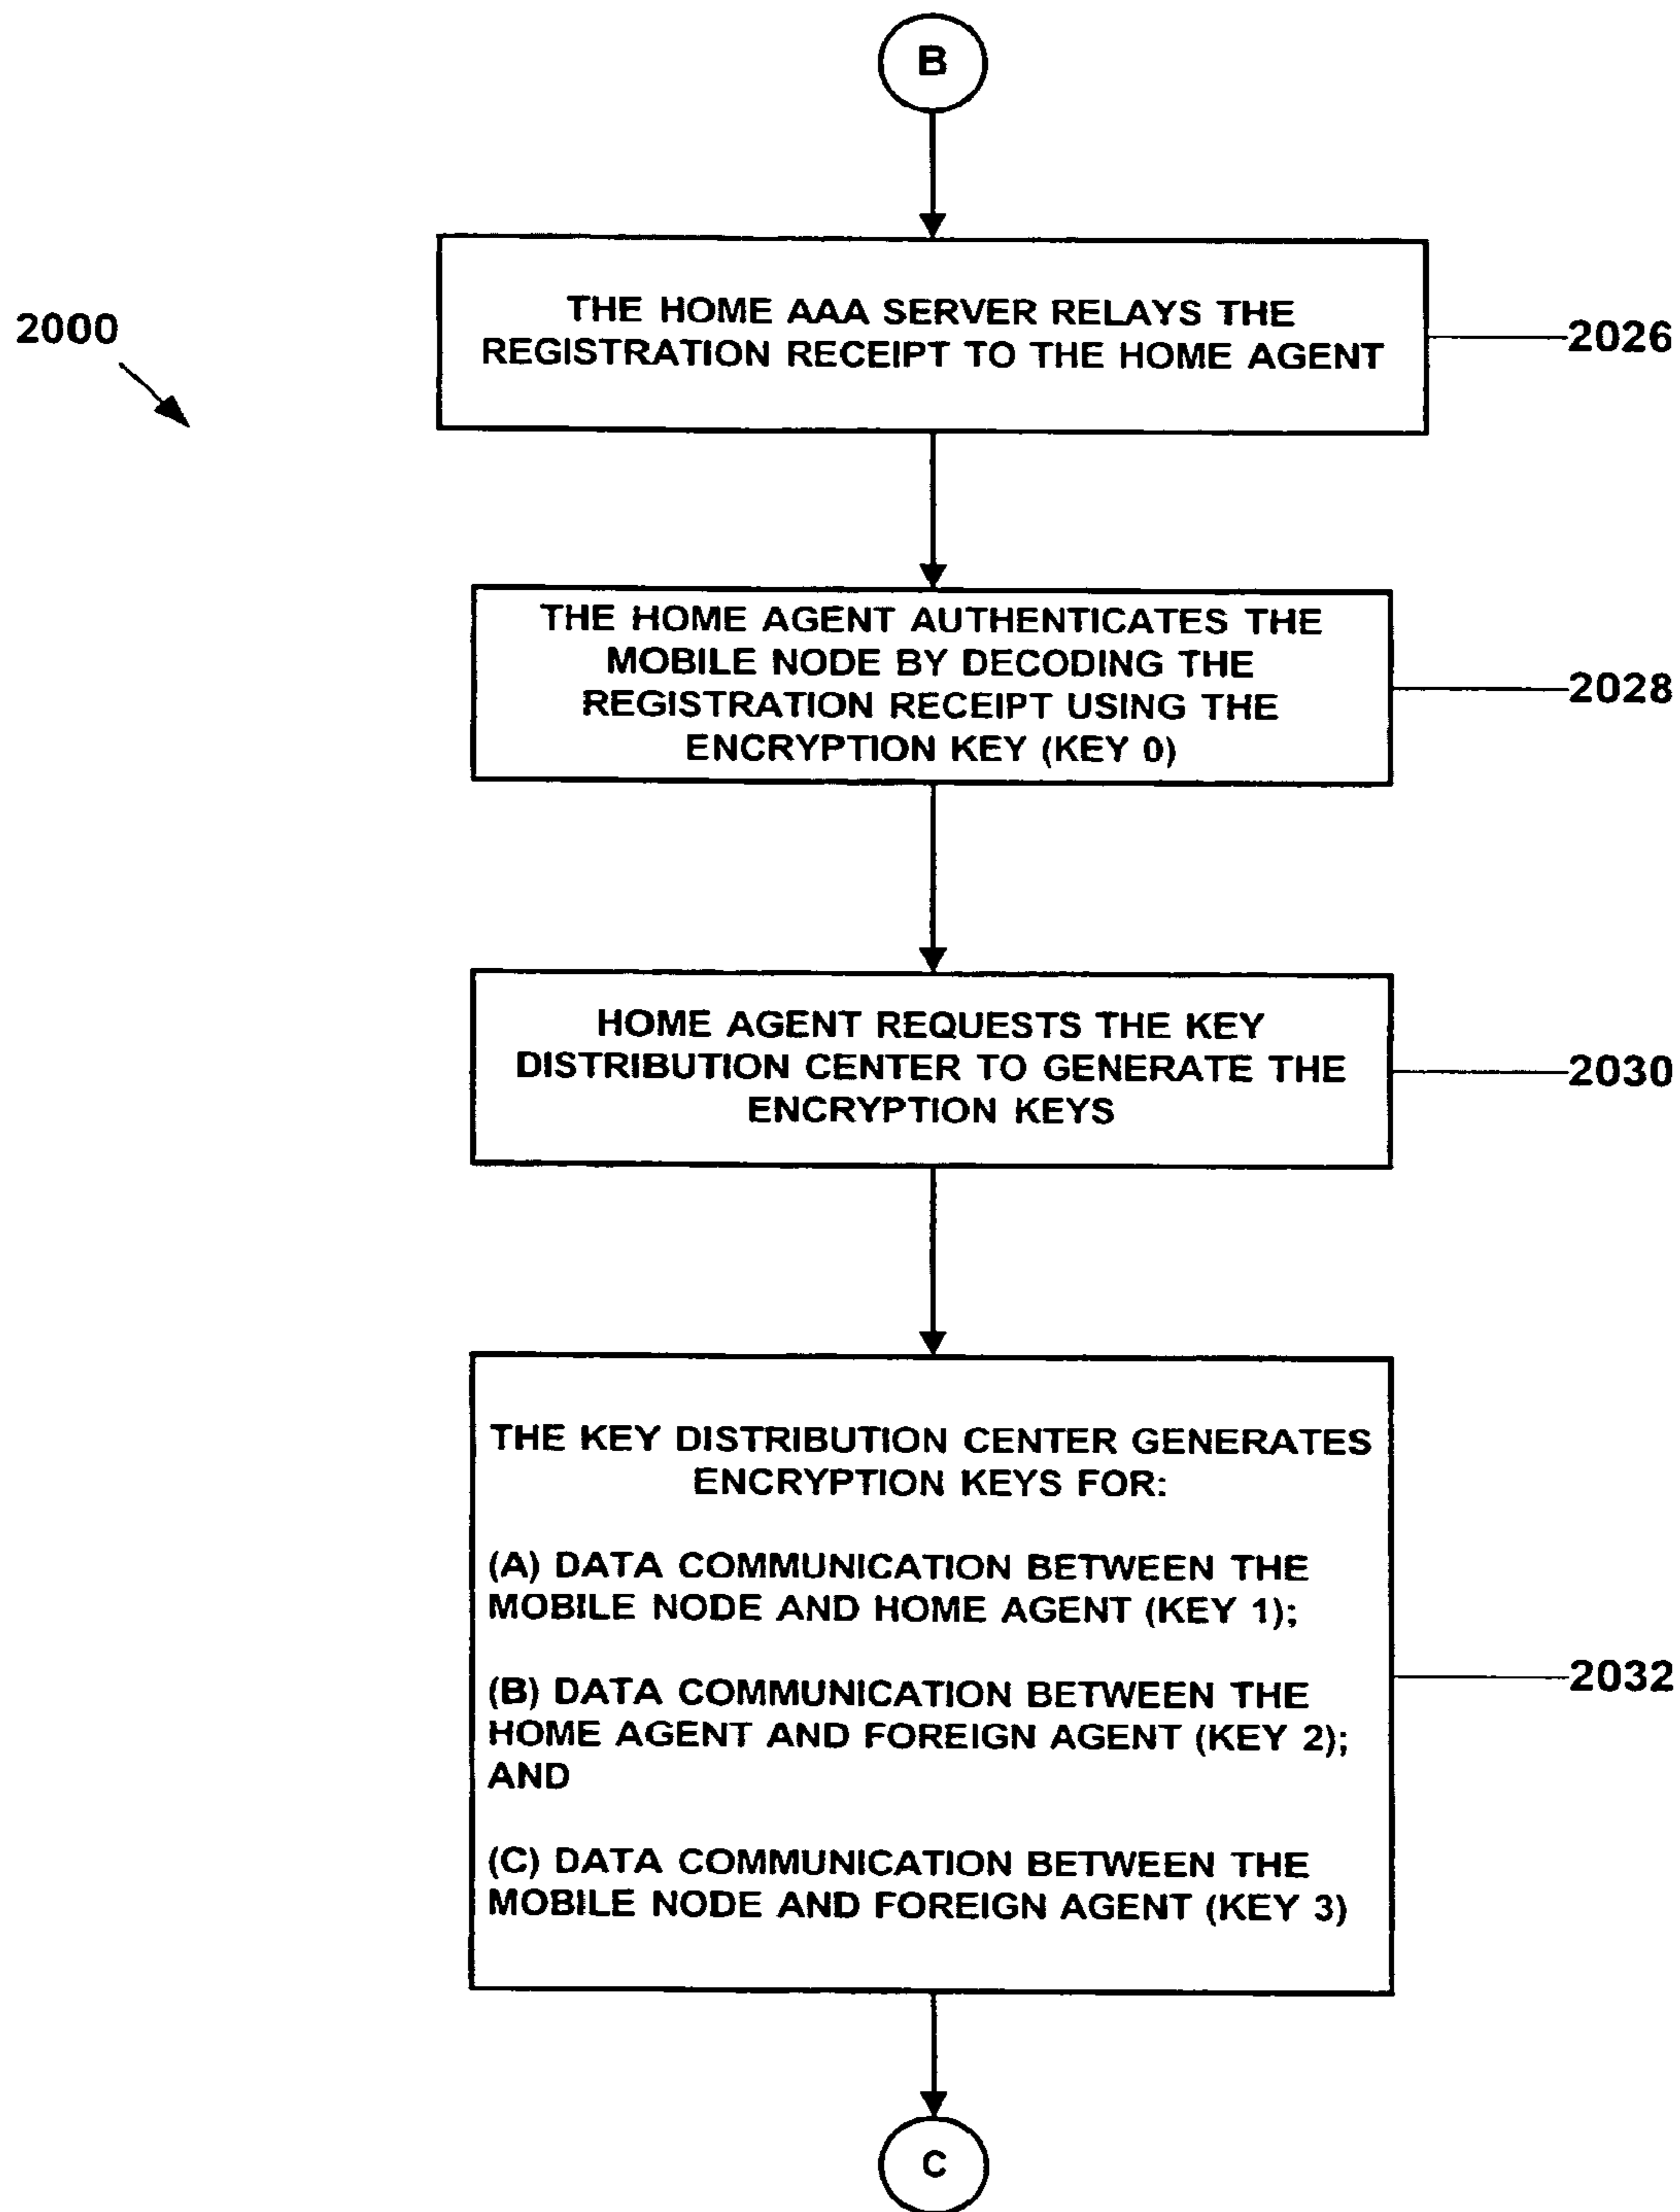 B
2000
THE HOME AAA SERVER RELAYS THE
REGISTRATION RECEIPT TO THE HOME AGENT
2026
THE HOME AGENT AUTHENTICATES THE
MOBILE NODE BY DECODING THE
REGISTRATION RECEIPT USING THE
ENCRYPTION KEY (KEY 0)
2028
HOME AGENT REQUESTS THE KEY
DISTRIBUTION CENTER TO GENERATE THE
ENCRYPTION KEYS
2030
THE KEY DISTRIBUTION CENTER GENERATES
ENCRYPTION KEYS FOR:
(A) DATA COMMUNICATION BETWEEN THE
MOBILE NODE AND HOME AGENT (KEY 1);
(B) DATA COMMUNICATION BETWEEN THE
HOME AGENT AND FOREIGN AGENT (KEY 2);
AND
(C) DATA COMMUNICATION BETWEEN THE
MOBILE NODE AND FOREIGN AGENT (KEY 3)
2032
C